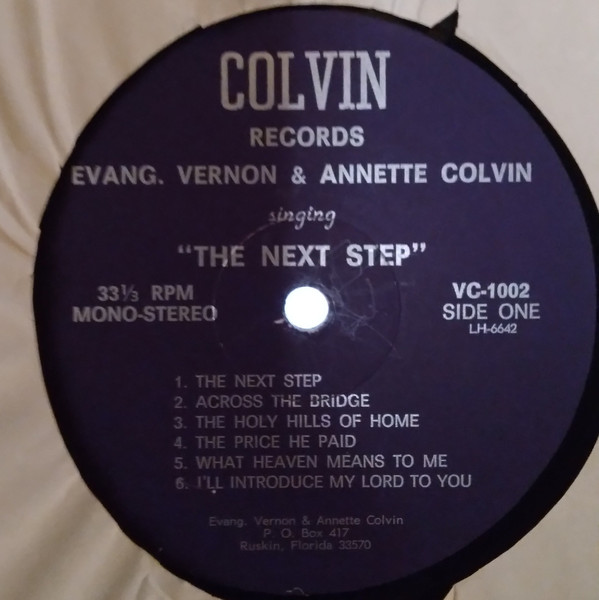 COLVIN
RECORDS
EVANG. VERNON & ANNETTE COLVIN
singing
"THE NEXT STEP"
33⅓ RPM
MONO-STEREO
VC-1002
SIDE ONE
LH-6642
1. THE NEXT STEP
2. ACROSS THE BRIDGE
3. THE HOLY HILLS OF HOME
4. THE PRICE HE PAID
5. WHAT HEAVEN MEANS TO ME
6. I'LL INTRODUCE MY LORD TO YOU
Evang. Vernon & Annette Colvin
P. O. Box 417
Ruskin, Florida 33570